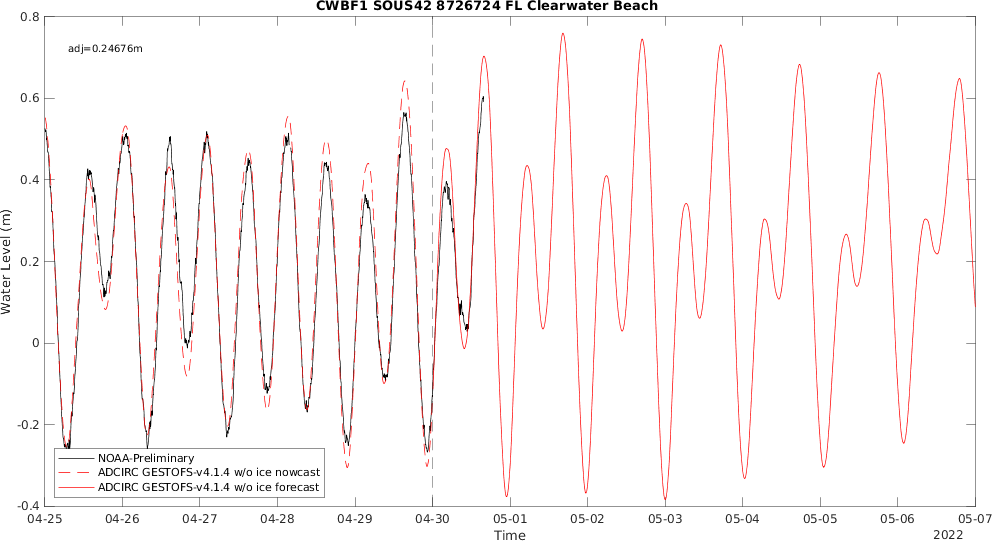 CWBF1 SOUS42 8726724 FL Clearwater Beach
adj=0.24676m
Water Level (m)
0.8
0.6
0.4
0.2
0
-0.2
-0.4
NOAA-Preliminary
ADCIRC GESTOFS-v4.1.4 w/o ice nowcast
ADCIRC GESTOFS-v4.1.4 w/o ice forecast
04-25 04-26 04-27 04-28 04-29 04-30 05-01 05-02 05-03 05-04 05-05 05-06 05-07
Time
2022